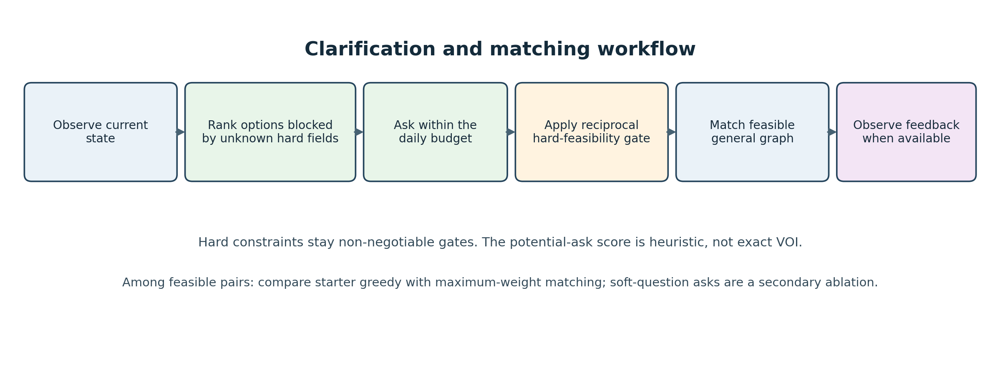 Clarification and matching workflow
Observe current
state
Rank options blocked
by unknown hard fields
Ask within the
daily budget
Apply reciprocal
hard-feasibility gate
Match feasible
general graph
Observe feedback
when available
Hard constraints stay non-negotiable gates. The potential-ask score is heuristic, not exact VOI.
Among feasible pairs: compare starter greedy with maximum-weight matching; soft-question asks are a secondary ablation.